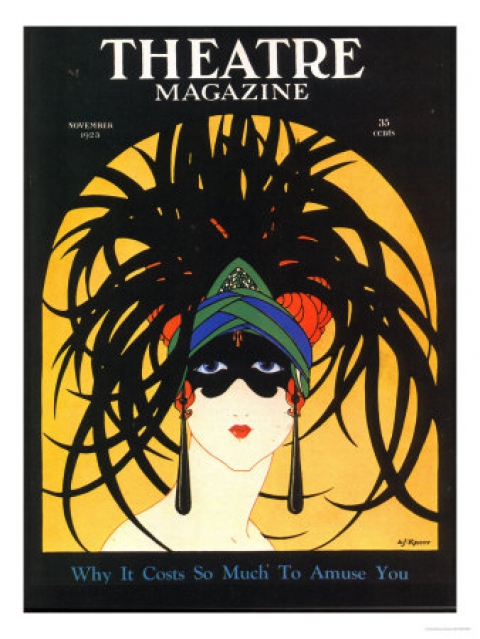 THEATRE
MAGAZINE
NOVEMBER
1923
35
CENTS
Why It Costs So Much To Amuse You